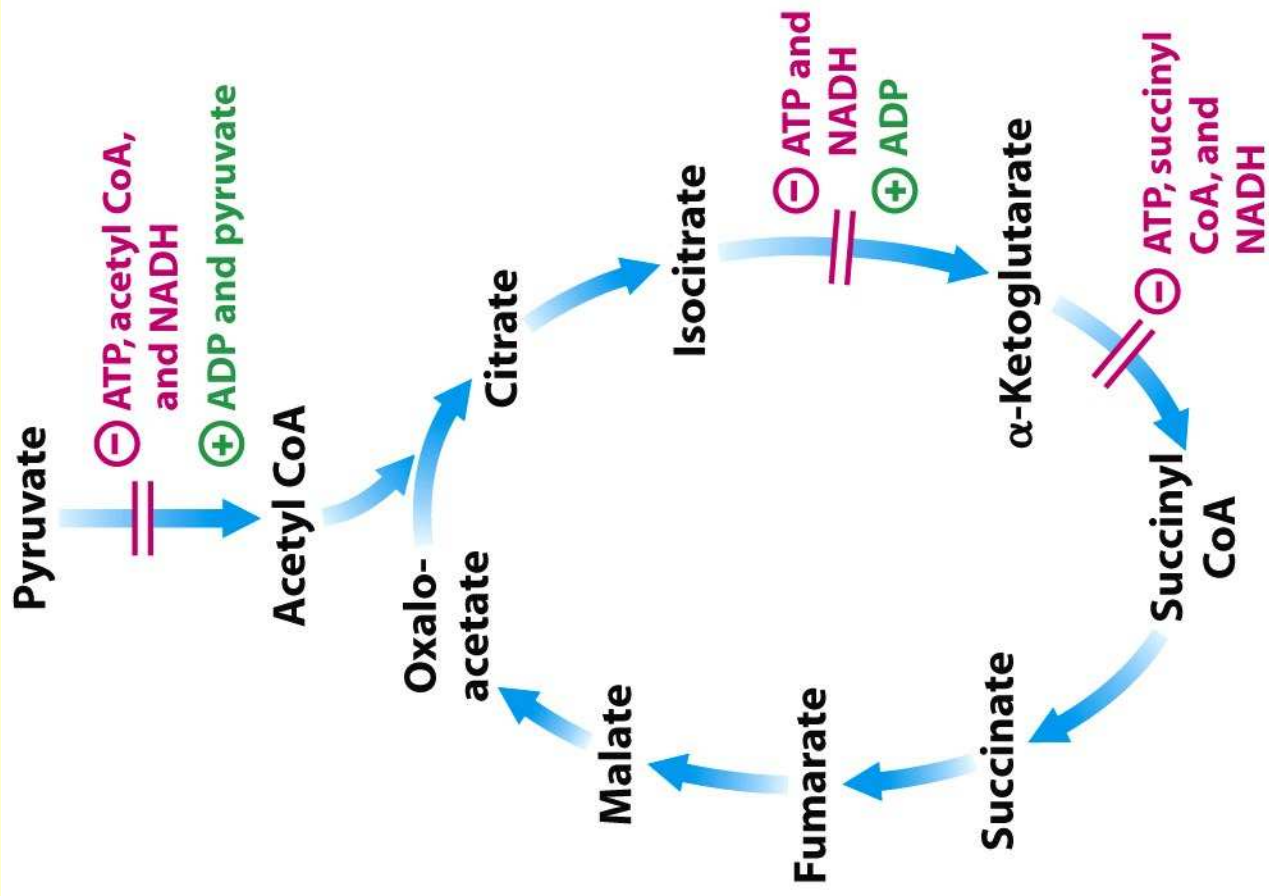 Pyruvate
⊖ ATP, acetyl CoA,
and NADH
⊕ ADP and pyruvate
Acetyl CoA
Oxalo-
acetate
Citrate
Isocitrate
⊖ ATP and
NADH
⊕ ADP
α-Ketoglutarate
⊖ ATP, succinyl
CoA, and
NADH
Succinyl
CoA
Succinate
Fumarate
Malate